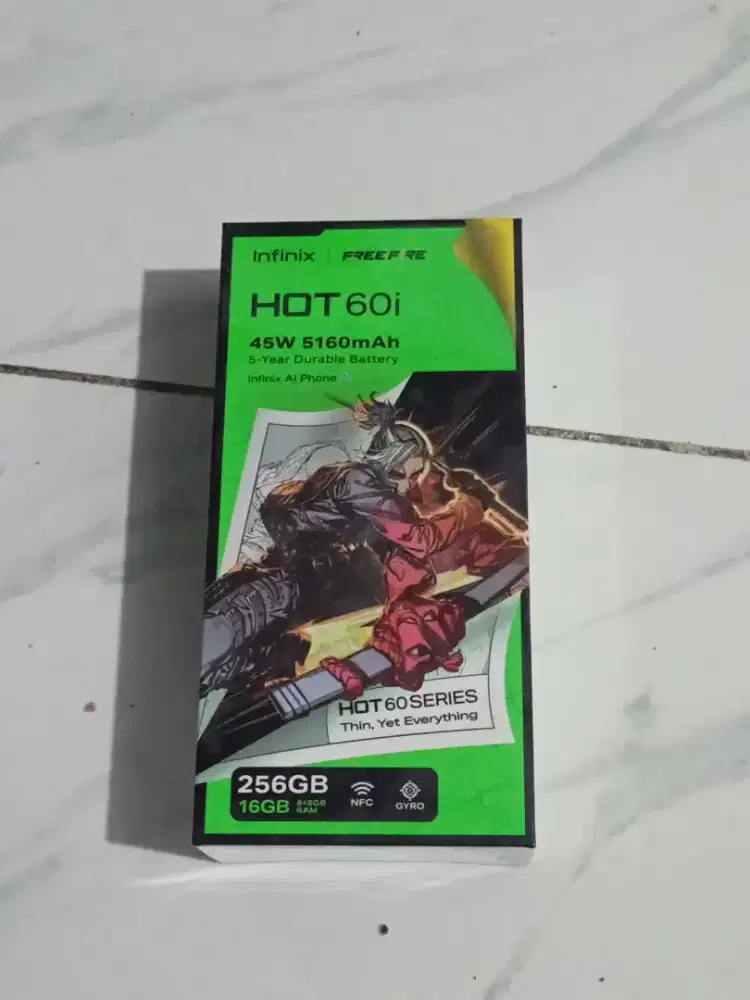 Infinix | FREE FIRE
HOT 60i
45W 5160mAh
5-Year Durable Battery
Infinix AI Phone
HOT 60 SERIES
Thin, Yet Everything
256GB
16GB 8+8GB RAM
NFC
GYRO